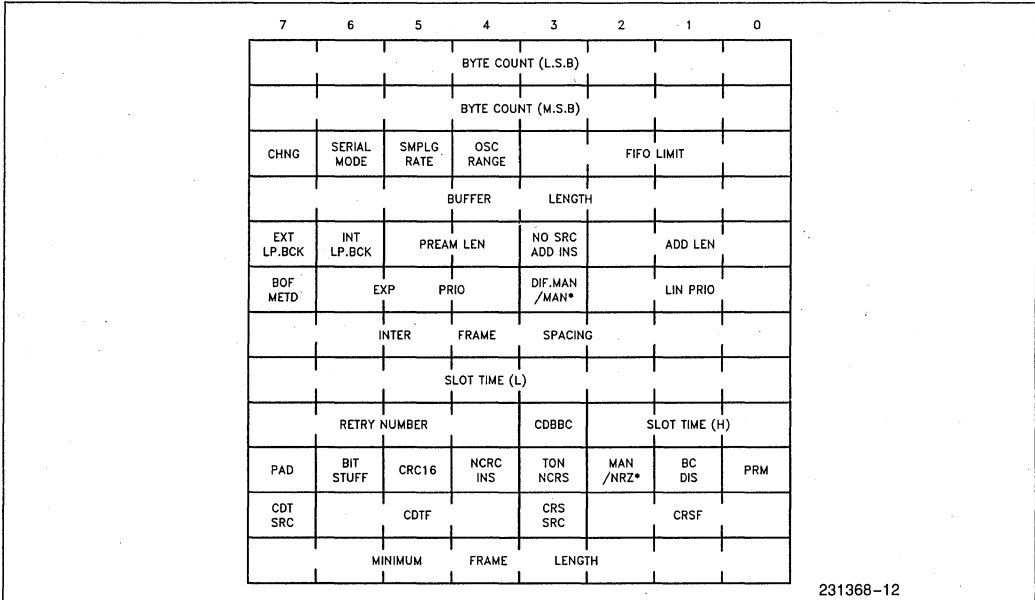 7 6 5 4 3 2 1 0
BYTE COUNT (L.S.B)
BYTE COUNT (M.S.B)
CHNG SERIAL MODE SMPLG RATE OSC RANGE FIFO LIMIT
BUFFER LENGTH
EXT LP.BCK INT LP.BCK PREAM LEN NO SRC ADD INS ADD LEN
BOF METD EXP PRIO DIF.MAN /MAN* LIN PRIO
INTER FRAME SPACING
SLOT TIME (L)
RETRY NUMBER CDBBC SLOT TIME (H)
PAD BIT STUFF CRC16 NCRC INS TON NCRS MAN /NRZ* BC DIS PRM
CDT SRC CDTF CRS SRC CRSF
MINIMUM FRAME LENGTH
231368-12